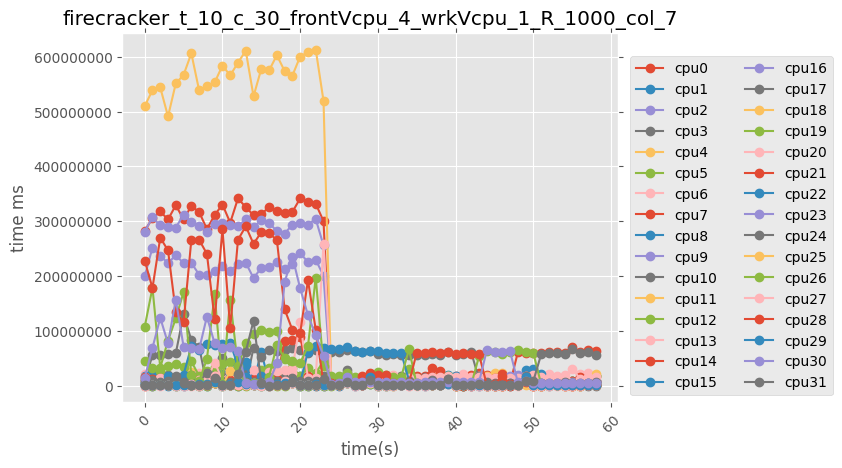 firecracker_t_10_c_30_frontVcpu_4_wrkVcpu_1_R_1000_col_7
600000000
500000000
400000000
300000000
200000000
100000000
0
time ms
0
10
20
30
40
50
60
time(s)
cpu0
cpu1
cpu2
cpu3
cpu4
cpu5
cpu6
cpu7
cpu8
cpu9
cpu10
cpu11
cpu12
cpu13
cpu14
cpu15
cpu16
cpu17
cpu18
cpu19
cpu20
cpu21
cpu22
cpu23
cpu24
cpu25
cpu26
cpu27
cpu28
cpu29
cpu30
cpu31